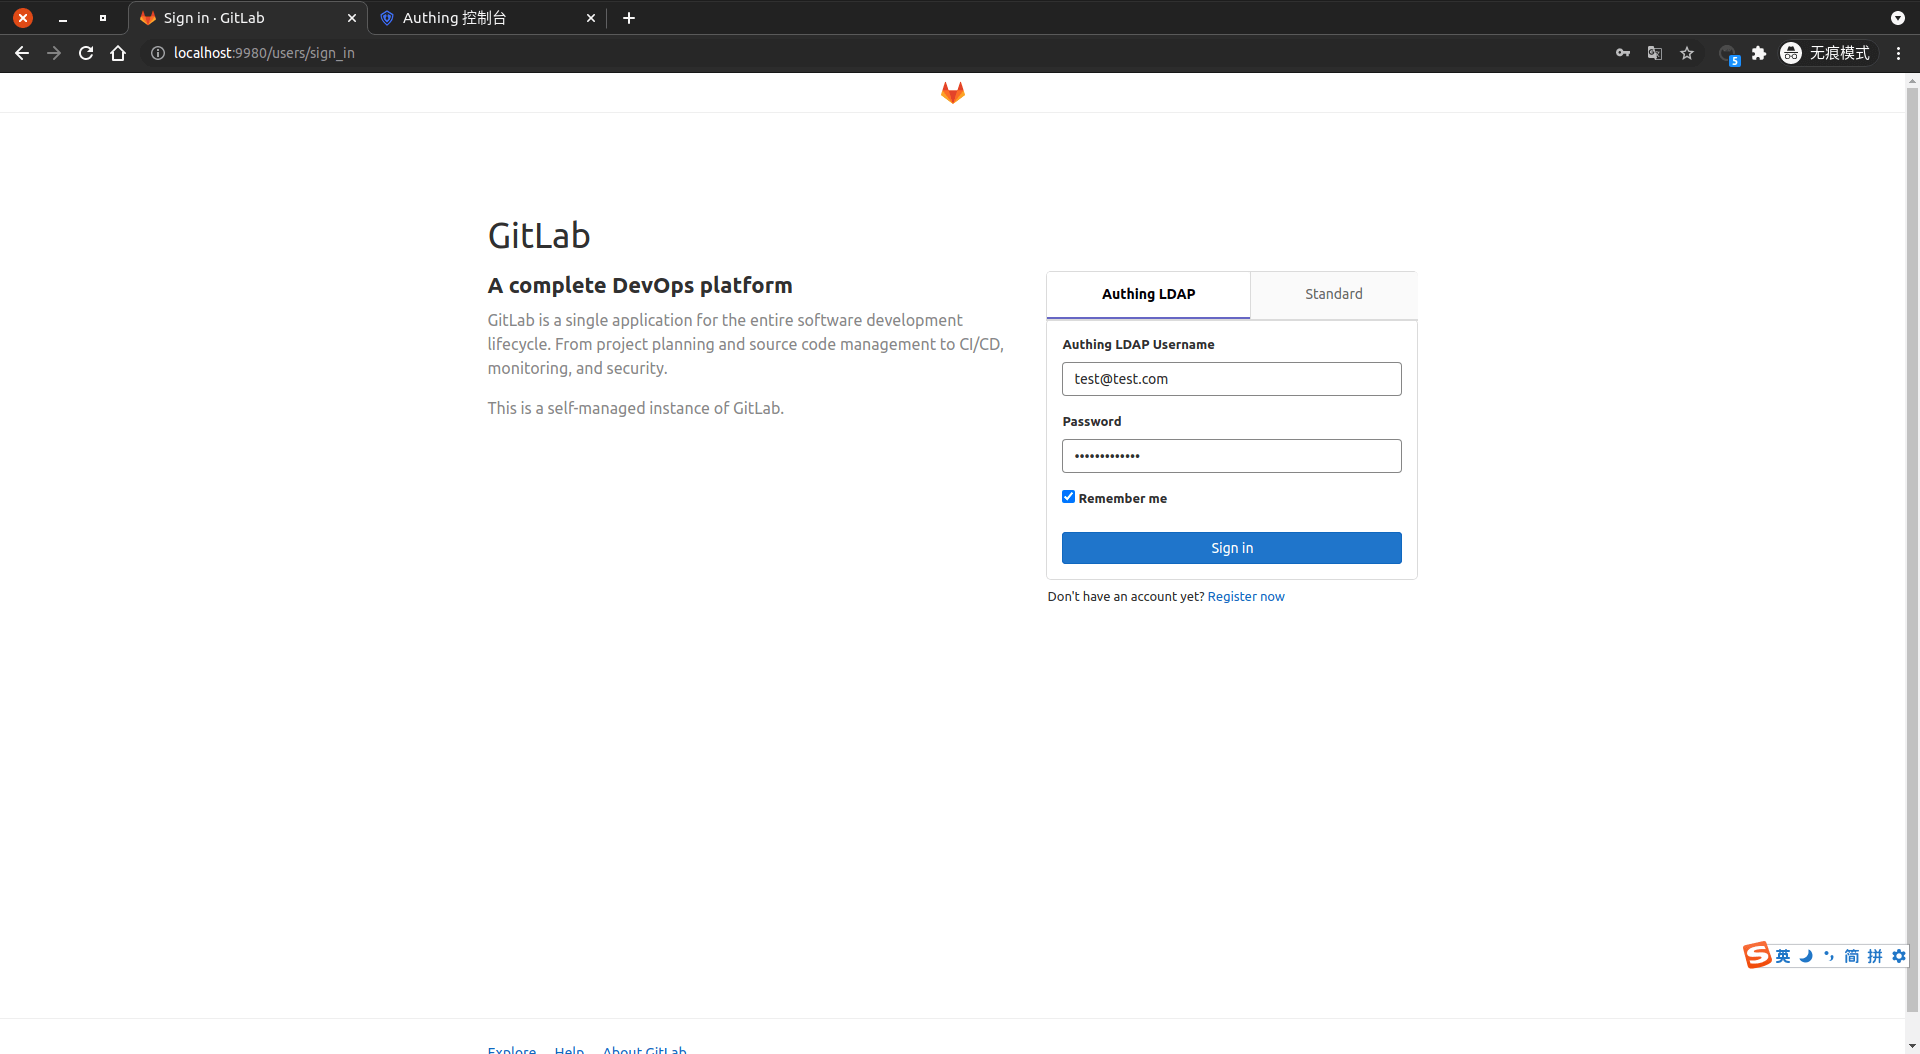 Sign in · GitLab
Authing 控制台
localhost:9980/users/sign_in
5
无痕模式
GitLab
A complete DevOps platform
GitLab is a single application for the entire software development
lifecycle. From project planning and source code management to CI/CD,
monitoring, and security.
This is a self-managed instance of GitLab.
Authing LDAP
Standard
Authing LDAP Username
test@test.com
Password
•••••••••••••
Remember me
Sign in
Don't have an account yet? Register now
英 简 拼
Explore Help About GitLab